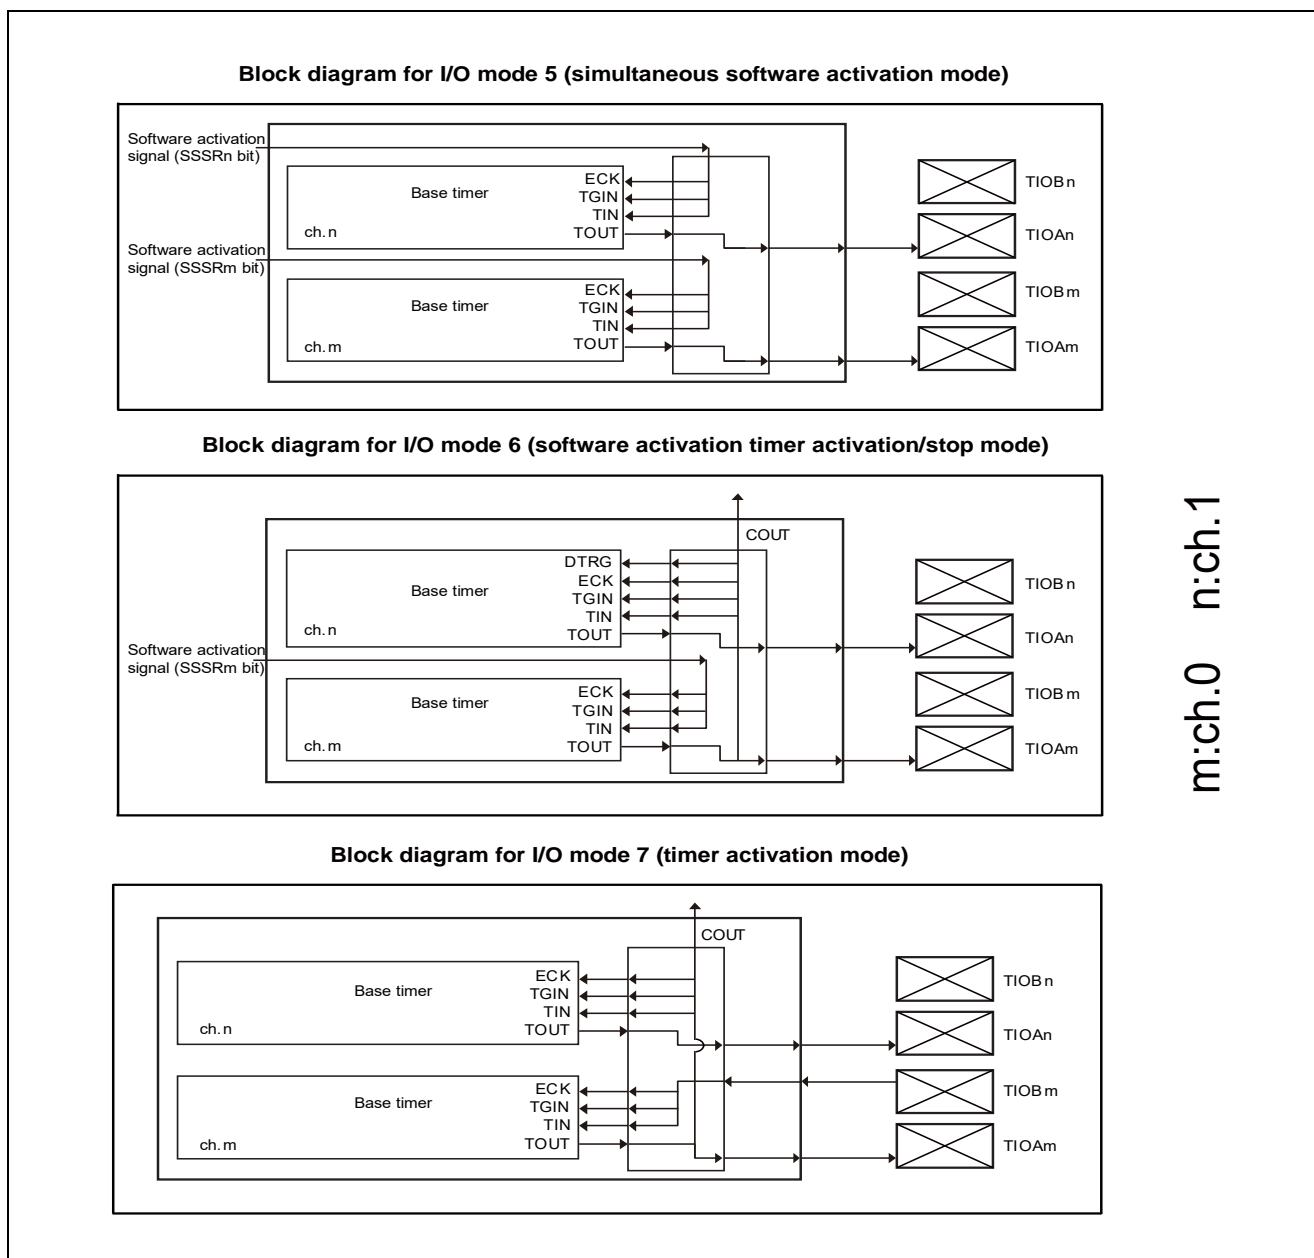 Block diagram for I/O mode 5 (simultaneous software activation mode)
Software activation
signal (SSSRn bit)
Base timer
ch. n
ECK
TGIN
TIN
TOUT
Software activation
signal (SSSRm bit)
Base timer
ch. m
ECK
TGIN
TIN
TOUT
TIOBn
TIOAn
TIOBm
TIOAm
Block diagram for I/O mode 6 (software activation timer activation/stop mode)
COUT
Base timer
ch. n
DTRG
ECK
TGIN
TIN
TOUT
Software activation
signal (SSSRm bit)
Base timer
ch. m
ECK
TGIN
TIN
TOUT
TIOBn
TIOAn
TIOBm
TIOAm
Block diagram for I/O mode 7 (timer activation mode)
COUT
Base timer
ch. n
ECK
TGIN
TIN
TOUT
Base timer
ch. m
ECK
TGIN
TIN
TOUT
TIOBn
TIOAn
TIOBm
TIOAm
m:ch.0 n:ch.1